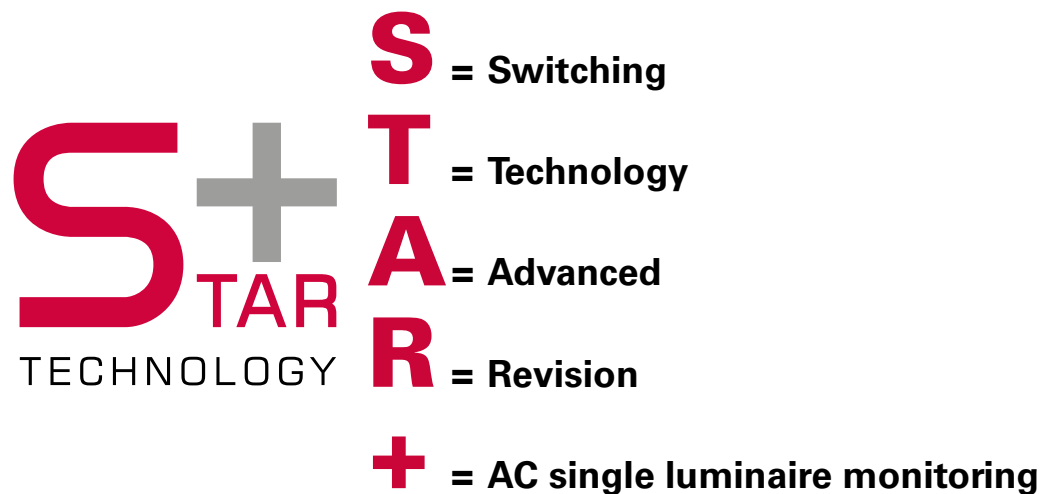 S+TAR
TECHNOLOGY
S = Switching
T = Technology
A = Advanced
R = Revision
+ = AC single luminaire monitoring